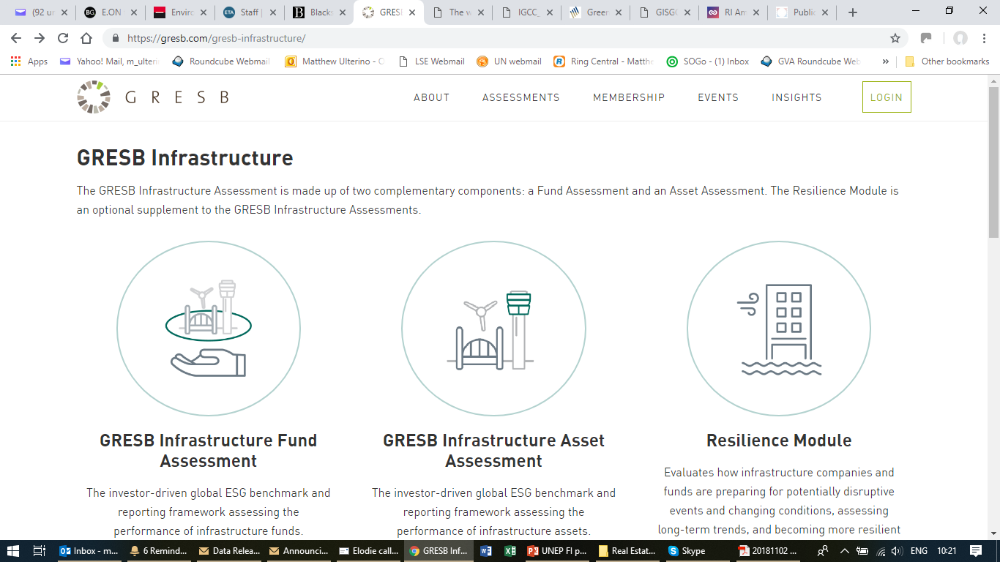 (92 ur
E.ON
Enviro
Staff |
Blacks
GRESB
The w
IGCC_
Green
GISGC
RI Am
Public
https://gresb.com/gresb-infrastructure/
Apps
Yahoo! Mail, m_ulteri
Roundcube Webmail
Matthew Ulterino - O
LSE Webmail
UN webmail
Ring Central - Matthe
SOGo - (1) Inbox
GVA Roundcube Web
»
Other bookmarks
GRESB
ABOUT
ASSESSMENTS
MEMBERSHIP
EVENTS
INSIGHTS
LOGIN
GRESB Infrastructure
The GRESB Infrastructure Assessment is made up of two complementary components: a Fund Assessment and an Asset Assessment. The Resilience Module is
an optional supplement to the GRESB Infrastructure Assessments.
GRESB Infrastructure Fund
Assessment
The investor-driven global ESG benchmark and
reporting framework assessing the
performance of infrastructure funds.
GRESB Infrastructure Asset
Assessment
The investor-driven global ESG benchmark and
reporting framework assessing the
performance of infrastructure assets.
Resilience Module
Evaluates how infrastructure companies and
funds are preparing for potentially disruptive
events and changing conditions, assessing
long-term trends, and becoming more resilient
Inbox - m...
6 Remind...
Data Relea...
Announci...
Elodie call...
GRESB Inf...
UNEP FI p...
Real Estat...
Skype
20181102 ...
ENG
10:21